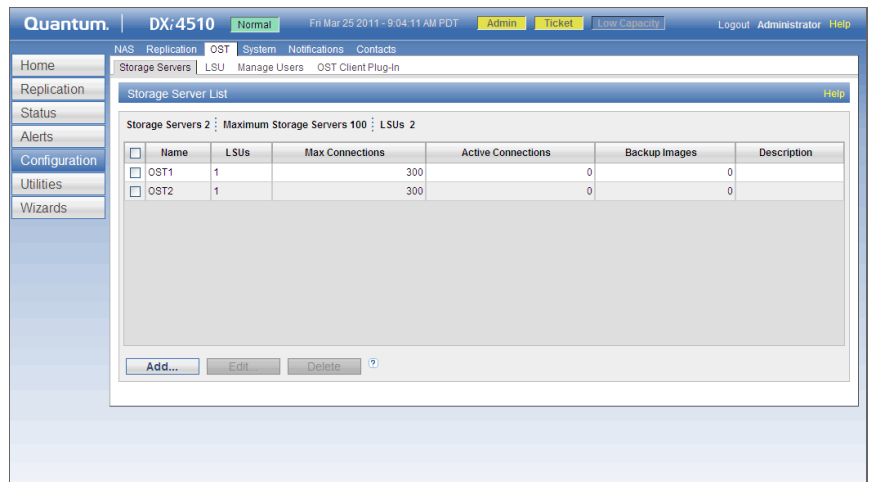 Quantum. DXi4510 Normal Fri Mar 25 2011 - 9:04:11 AM PDT Admin Ticket Low Capacity Logout Administrator Help
NAS Replication OST System Notifications Contacts
Storage Servers LSU Manage Users OST Client Plug-In
Home
Replication
Status
Alerts
Configuration
Utilities
Wizards
Storage Server List Help
Storage Servers 2 Maximum Storage Servers 100 LSUs 2
Name LSUs Max Connections Active Connections Backup Images Description
OST1 1 300 0 0
OST2 1 300 0 0
Add... Edit... Delete ?